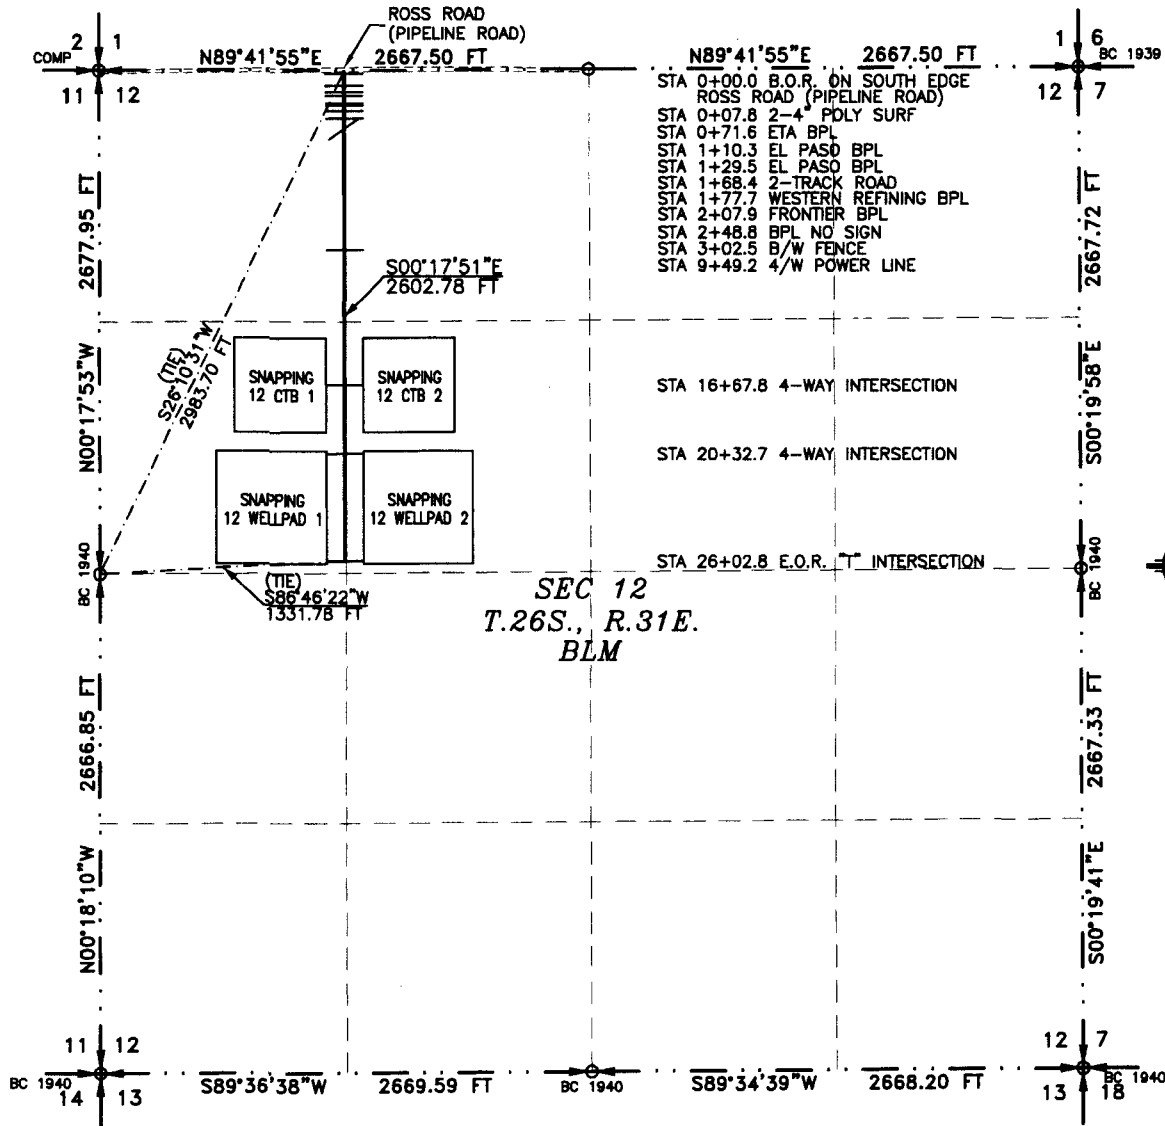 ROSS ROAD
(PIPELINE ROAD)
2 1
COMP
11 12
N89°41'55"E 2667.50 FT
N89°41'55"E 2667.50 FT
1 6
BC 1939
12 7
STA 0+00.0 B.O.R. ON SOUTH EDGE
ROSS ROAD (PIPELINE ROAD)
STA 0+07.8 2-4" POLY SURF
STA 0+71.6 ETA BPL
STA 1+10.3 EL PASO BPL
STA 1+29.5 EL PASO BPL
STA 1+68.4 2-TRACK ROAD
STA 1+77.7 WESTERN REFINING BPL
STA 2+07.9 FRONTIER BPL
STA 2+48.8 BPL NO SIGN
STA 3+02.5 B/W FENCE
STA 9+49.2 4/W POWER LINE
2677.95 FT
N00°17'53"W
2667.72 FT
S00°19'58"E
S00°17'51"E
2602.78 FT
(TIE)
S26°10'31"W
2983.70 FT
SNAPPING
12 CTB 1
SNAPPING
12 CTB 2
STA 16+67.8 4-WAY INTERSECTION
STA 20+32.7 4-WAY INTERSECTION
SNAPPING
12 WELLPAD 1
SNAPPING
12 WELLPAD 2
STA 26+02.8 E.O.R. "T" INTERSECTION
BC 1940
BC 1940
(TIE)
S86°46'22"W
1331.78 FT
SEC 12
T.26S., R.31E.
BLM
2666.85 FT
N00°18'10"W
2667.33 FT
S00°19'41"E
11 12
BC 1940
14 13
S89°36'38"W 2669.59 FT
BC 1940
S89°34'39"W 2668.20 FT
12 7
BC 1940
13 18